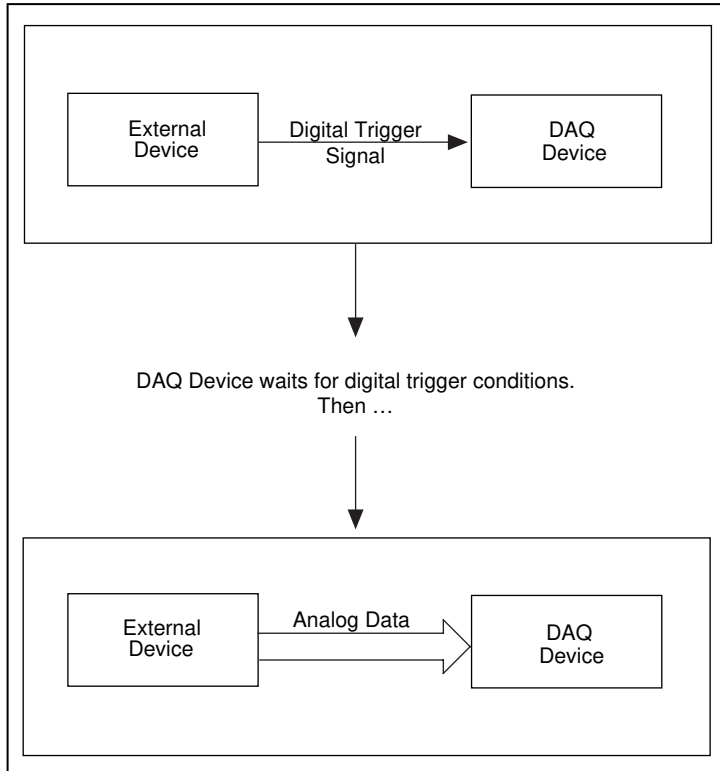 External
Device
Digital Trigger
Signal
DAQ
Device
DAQ Device waits for digital trigger conditions.
Then …
External
Device
Analog Data
DAQ
Device